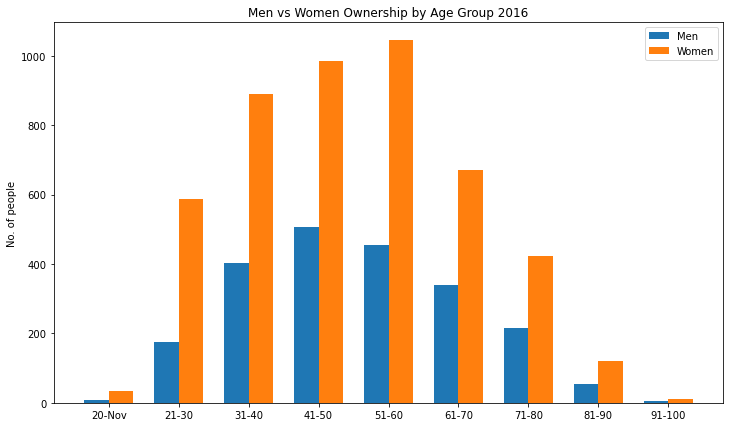 Men vs Women Ownership by Age Group 2016
Men
Women
No. of people
1000
800
600
400
200
0
20-Nov 21-30 31-40 41-50 51-60 61-70 71-80 81-90 91-100